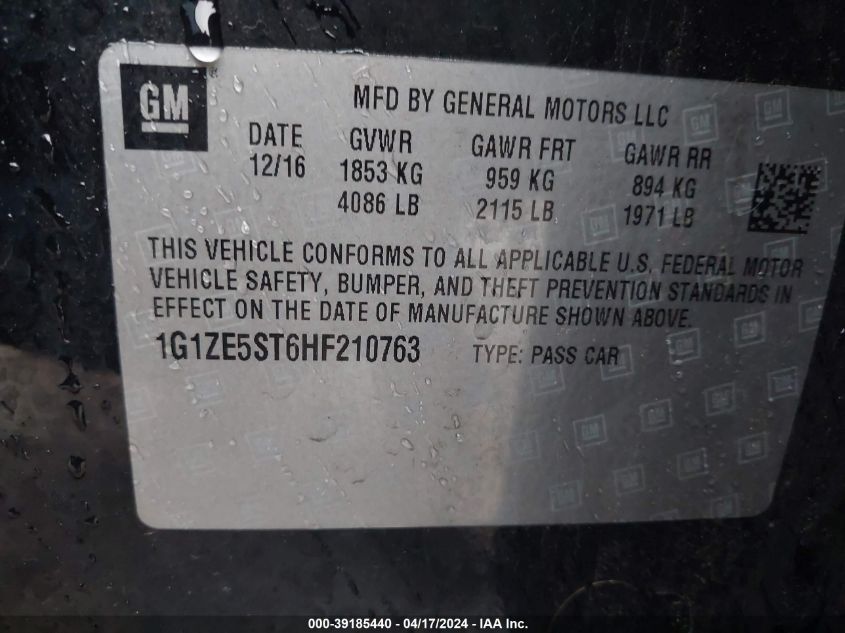 GM
MFD BY GENERAL MOTORS LLC
DATE GVWR GAWR FRT GAWR RR
12/16 1853 KG 959 KG 894 KG
4086 LB 2115 LB 1971 LB
THIS VEHICLE CONFORMS TO ALL APPLICABLE U.S. FEDERAL MOTOR
VEHICLE SAFETY, BUMPER, AND THEFT PREVENTION STANDARDS IN
EFFECT ON THE DATE OF MANUFACTURE SHOWN ABOVE.
1G1ZE5ST6HF210763 TYPE: PASS CAR
000-39185440 - 04/17/2024 - IAAI.COM